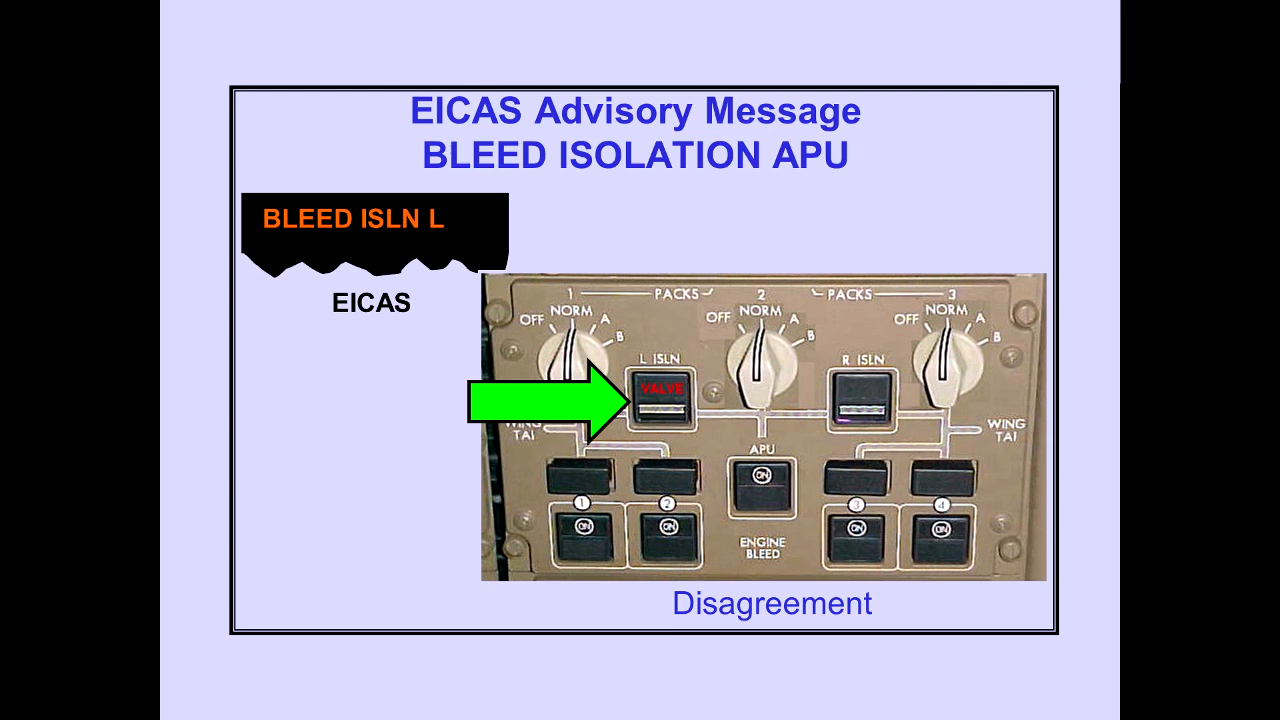 EICAS Advisory Message
BLEED ISOLATION APU
BLEED ISLN L
EICAS
1 PACKS 2 PACKS 3
OFF NORM A B
OFF NORM A B
OFF NORM A B
L ISLN
R ISLN
VALVE
WING
TAI
WING
TAI
APU
ON
1
2
3
4
ON
ON
ON
ON
ENGINE
BLEED
Disagreement